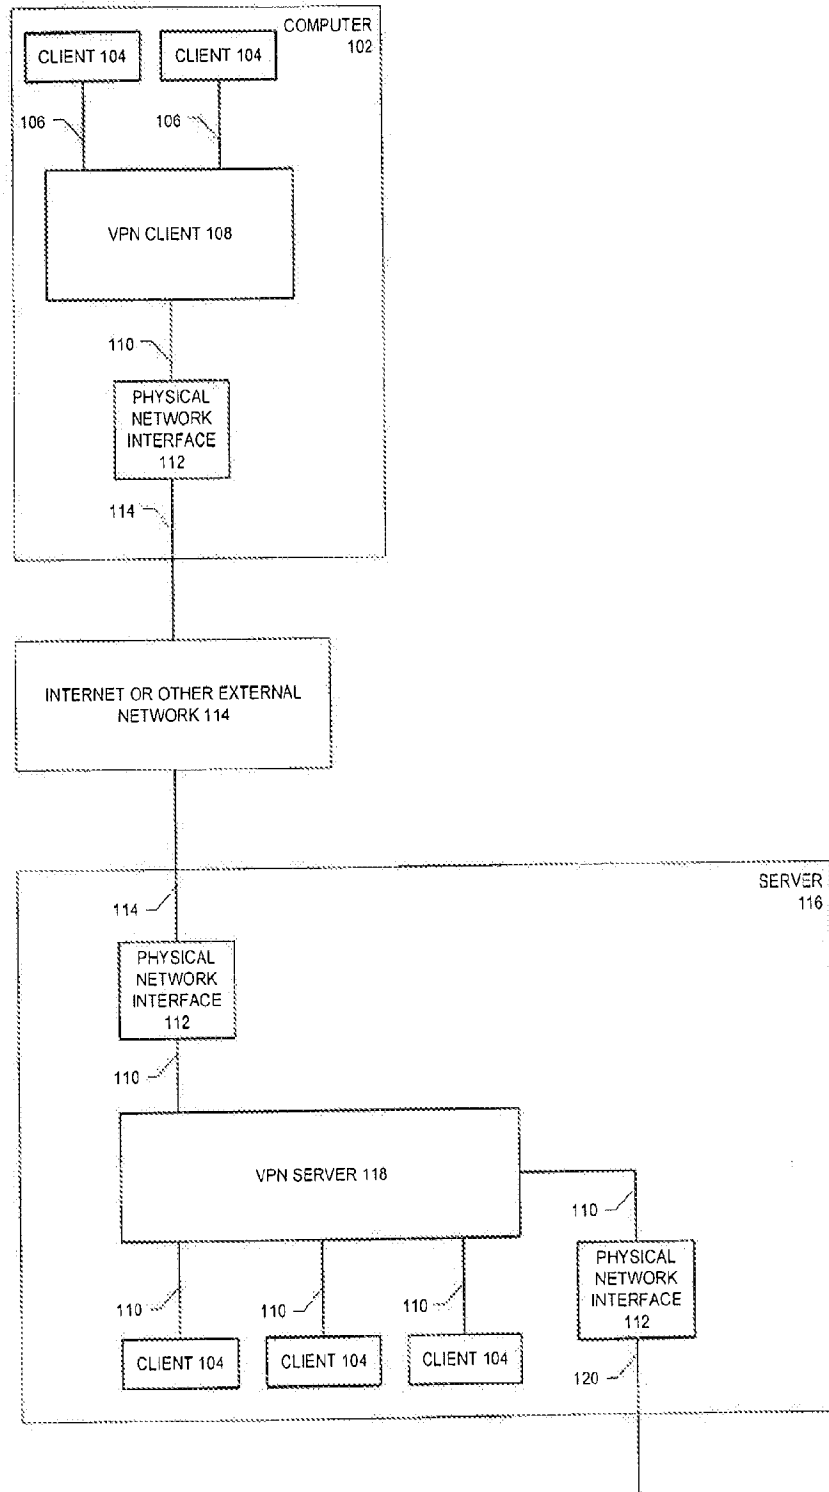 COMPUTER
102
CLIENT 104
CLIENT 104
106
106
VPN CLIENT 108
110
PHYSICAL
NETWORK
INTERFACE
112
114
INTERNET OR OTHER EXTERNAL
NETWORK 114
SERVER
116
114
PHYSICAL
NETWORK
INTERFACE
112
110
VPN SERVER 118
110
PHYSICAL
NETWORK
INTERFACE
112
110
110
110
CLIENT 104
CLIENT 104
CLIENT 104
120